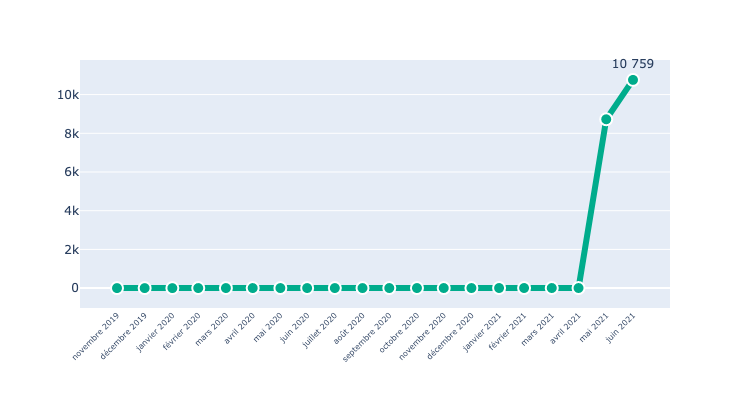 10 759
10k
8k
6k
4k
2k
0
novembre 2019
décembre 2019
janvier 2020
février 2020
mars 2020
avril 2020
mai 2020
juin 2020
juillet 2020
août 2020
septembre 2020
octobre 2020
novembre 2020
décembre 2020
janvier 2021
février 2021
mars 2021
avril 2021
mai 2021
juin 2021